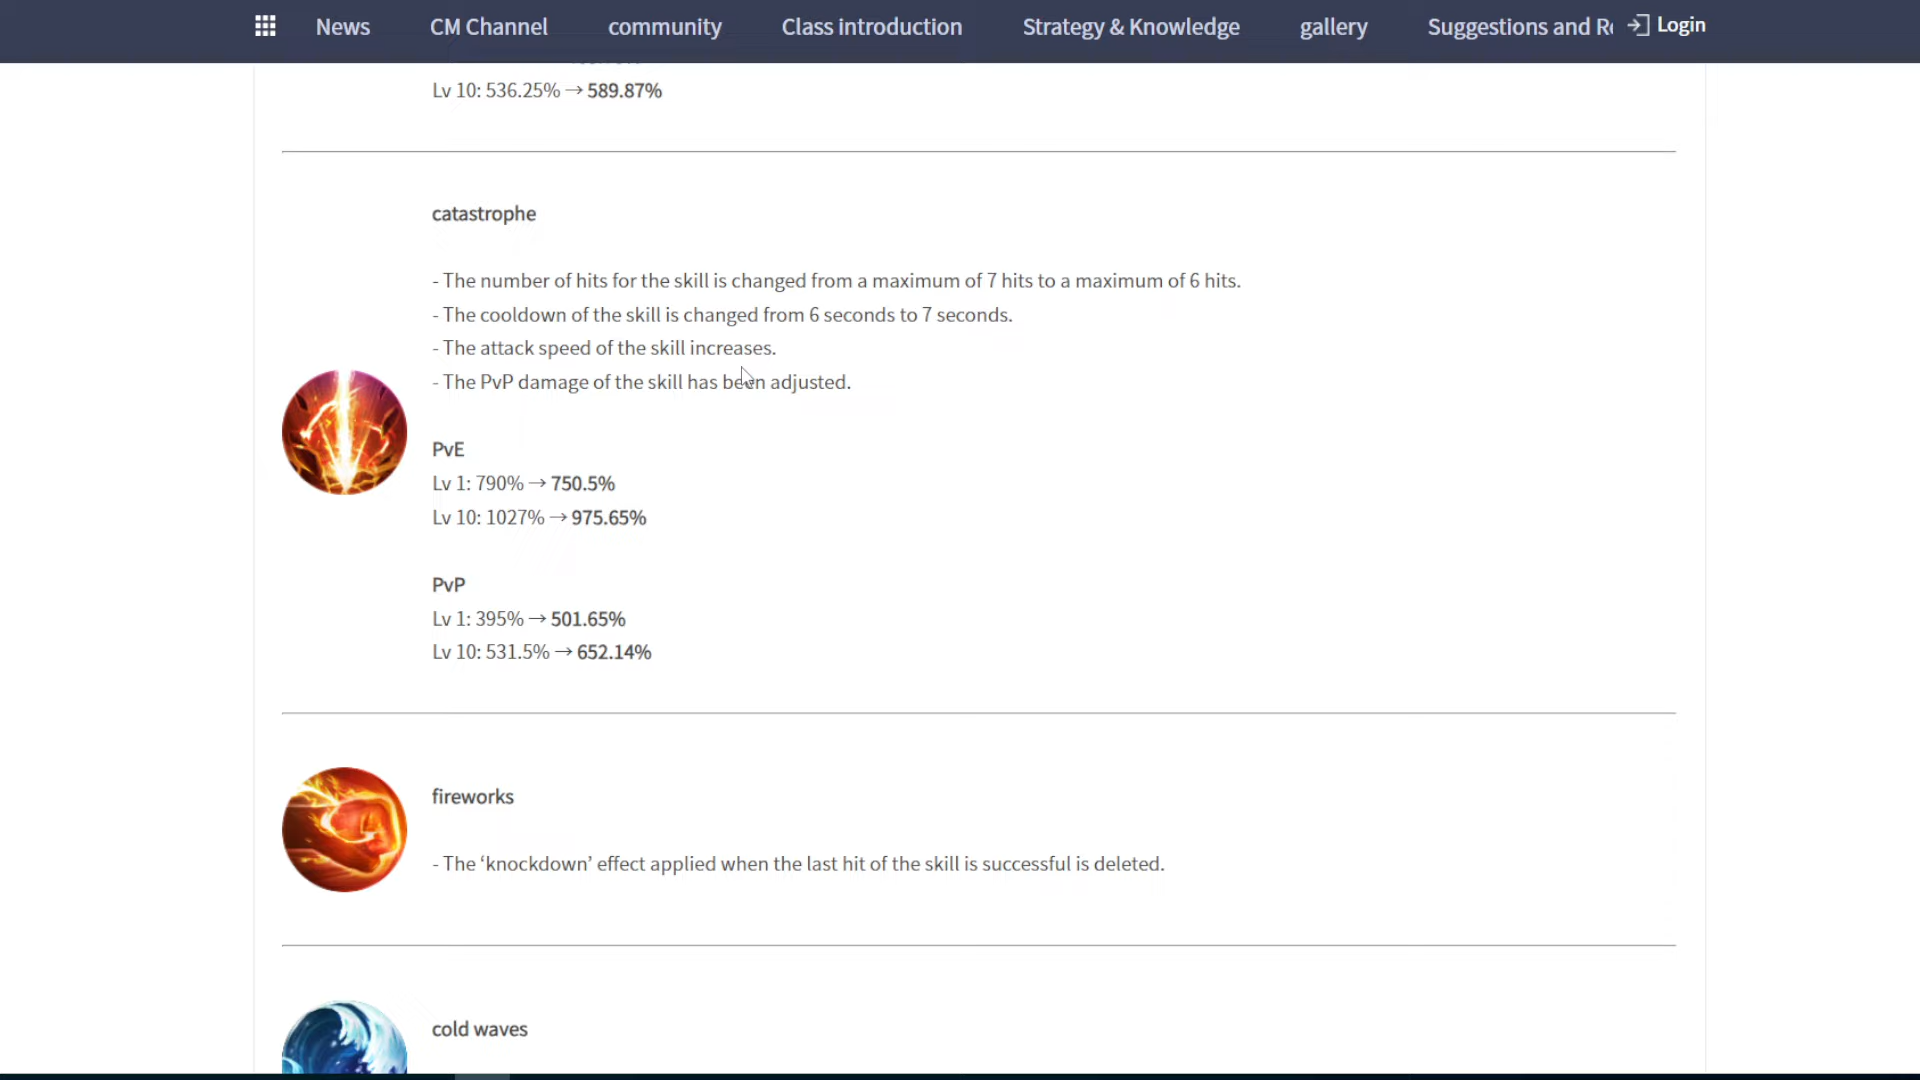 News CM Channel community Class introduction Strategy & Knowledge gallery Suggestions and Login
Lv 10: 536.25% → 589.87%
catastrophe
- The number of hits for the skill is changed from a maximum of 7 hits to a maximum of 6 hits.
- The cooldown of the skill is changed from 6 seconds to 7 seconds.
- The attack speed of the skill increases.
- The PvP damage of the skill has been adjusted.
PvE
Lv 1: 790% → 750.5%
Lv 10: 1027% → 975.65%
PvP
Lv 1: 395% → 501.65%
Lv 10: 531.5% → 652.14%
fireworks
- The ‘knockdown’ effect applied when the last hit of the skill is successful is deleted.
cold waves